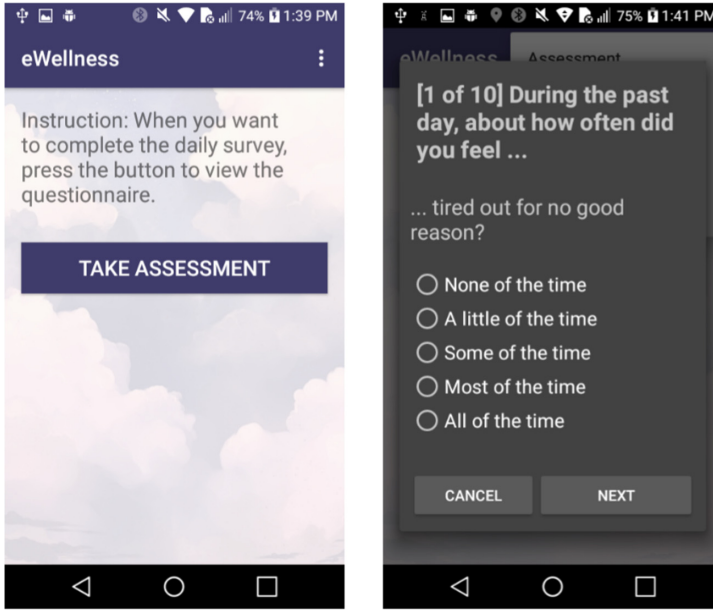 74% 1:39 PM
eWellness
Instruction: When you want
to complete the daily survey,
press the button to view the
questionnaire.
TAKE ASSESSMENT
75% 1:41 PM
eWellness
Assessment
[1 of 10] During the past
day, about how often did
you feel ...
... tired out for no good
reason?
None of the time
A little of the time
Some of the time
Most of the time
All of the time
CANCEL
NEXT